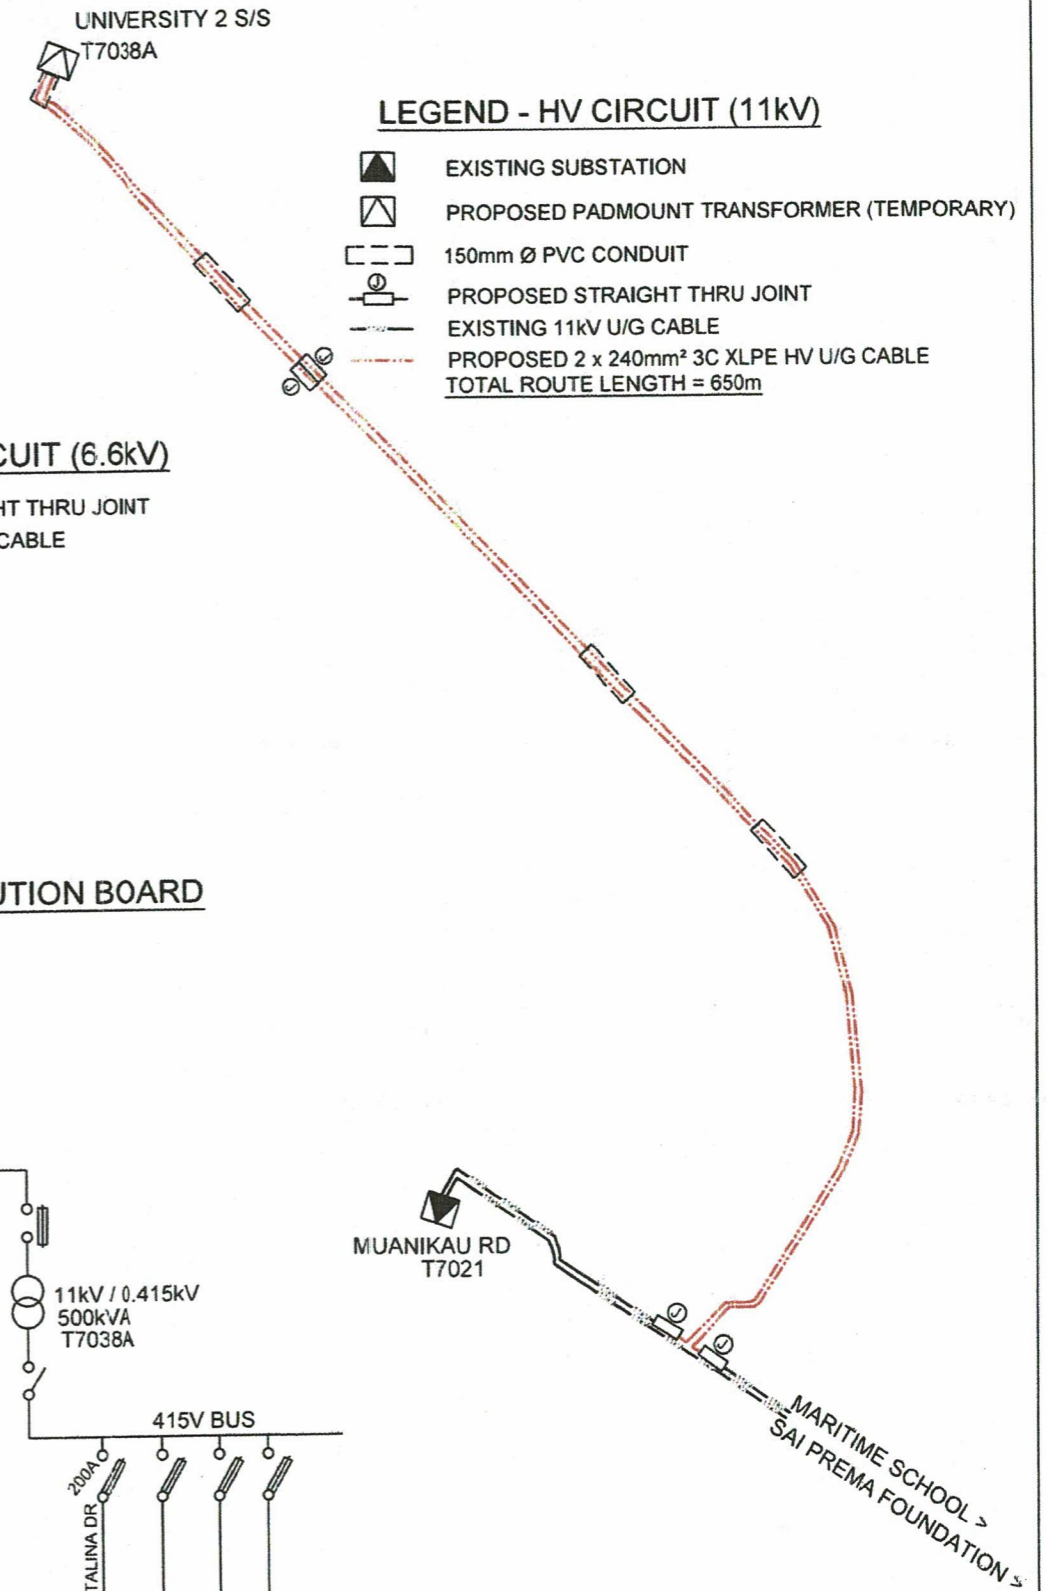 UNIVERSITY 2 S/S
T7038A
LEGEND - HV CIRCUIT (11kV)
EXISTING SUBSTATION
PROPOSED PADMOUNT TRANSFORMER (TEMPORARY)
150mm Ø PVC CONDUIT
J
PROPOSED STRAIGHT THRU JOINT
EXISTING 11kV U/G CABLE
PROPOSED 2 x 240mm² 3C XLPE HV U/G CABLE
TOTAL ROUTE LENGTH = 650m
J
J
CUIT (6.6kV)
HT THRU JOINT
CABLE
UTION BOARD
MUANIKAU RD
T7021
J
J
11kV / 0.415kV
500kVA
T7038A
415V BUS
200A
TALINA DR
MARITIME SCHOOL >
SAI PREMA FOUNDATION >